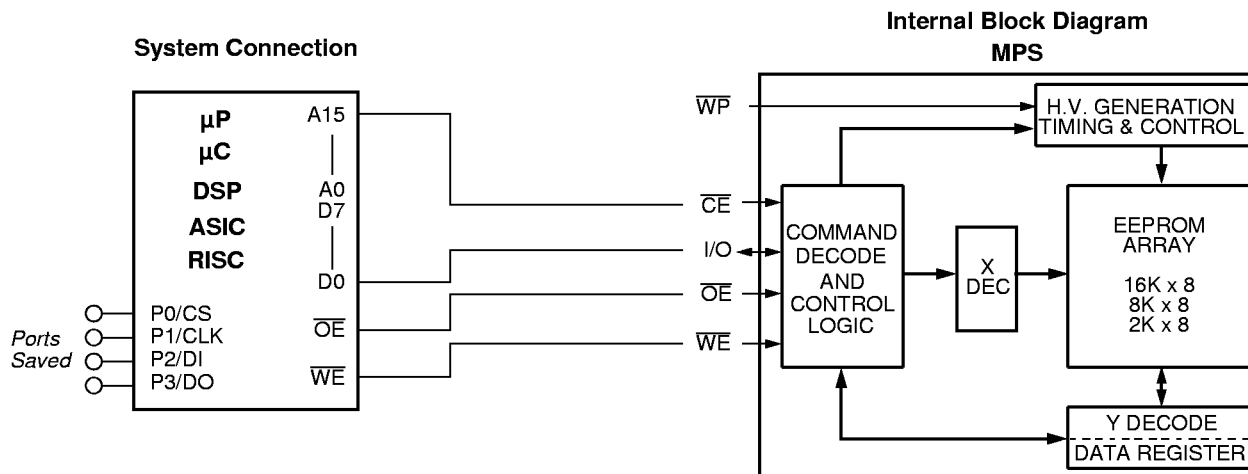 System Connection
µP
µC
DSP
ASIC
RISC
A15
A0
D7
D0
OE
WE
P0/CS
P1/CLK
P2/DI
P3/DO
Ports
Saved
Internal Block Diagram
MPS
WP
CE
I/O
OE
WE
H.V. GENERATION
TIMING & CONTROL
COMMAND
DECODE
AND
CONTROL
LOGIC
X
DEC
EEPROM
ARRAY
16K x 8
8K x 8
2K x 8
Y DECODE
DATA REGISTER